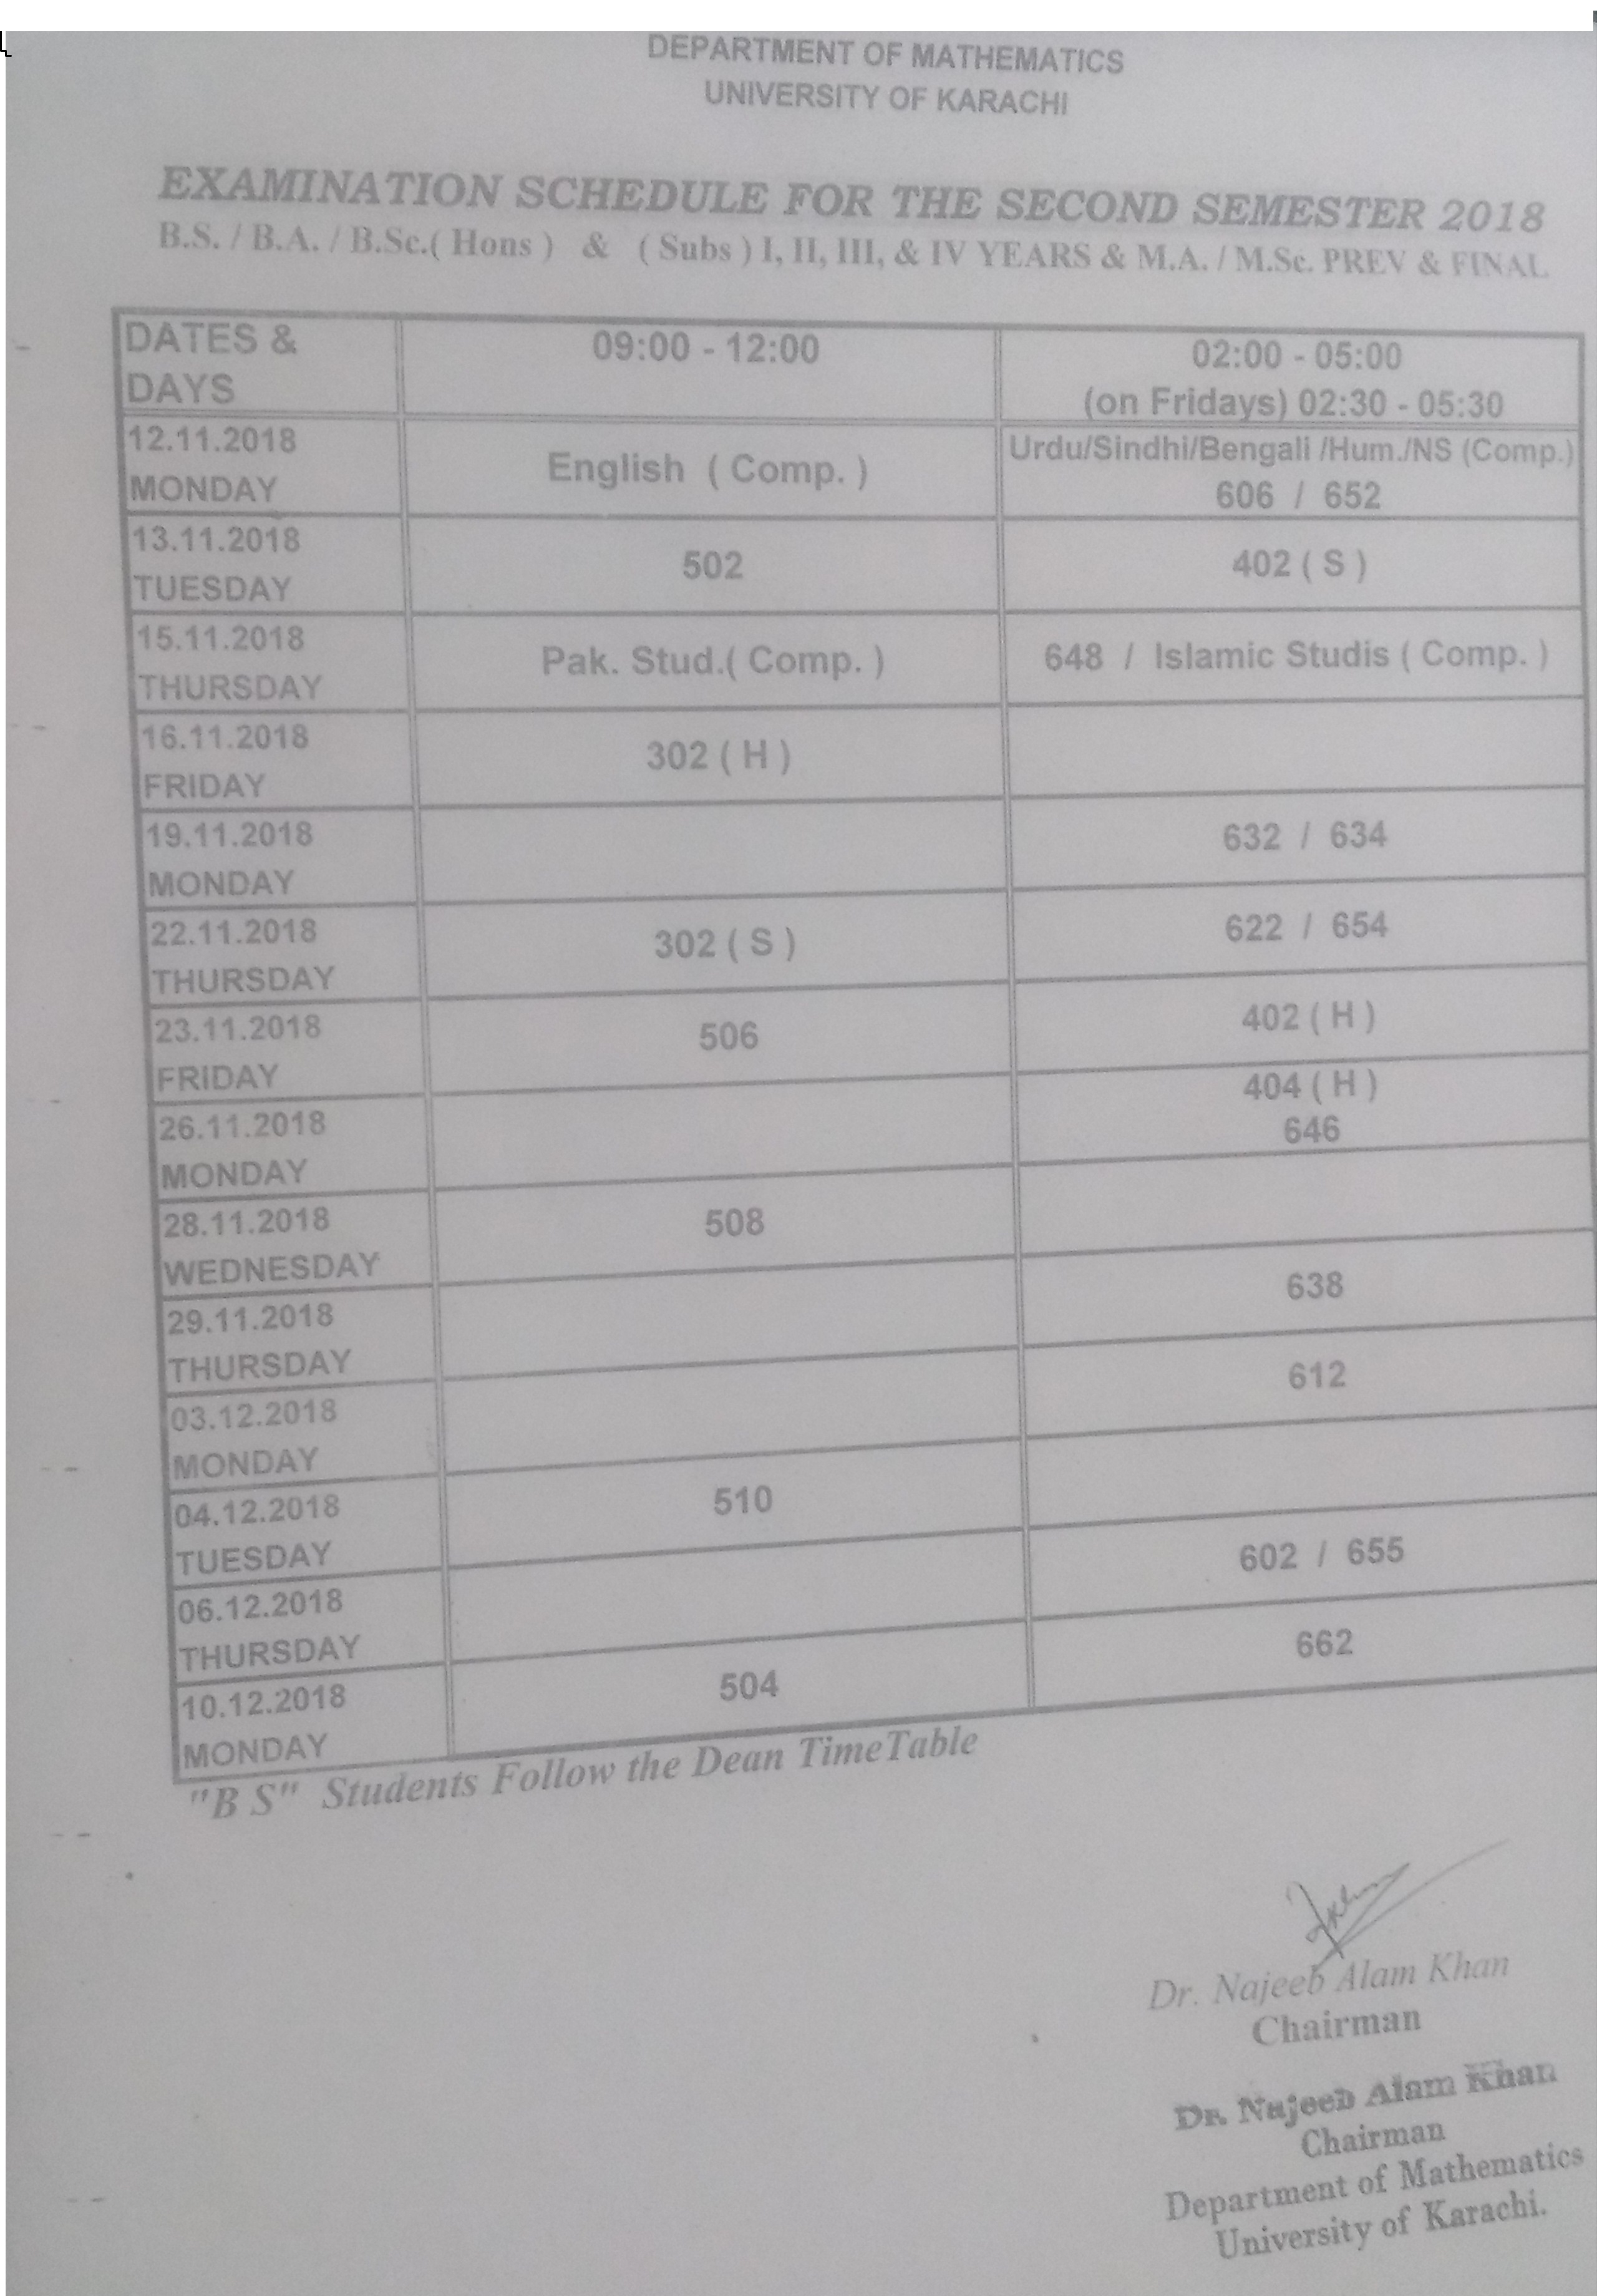 DEPARTMENT OF MATHEMATICS
UNIVERSITY OF KARACHI
EXAMINATION SCHEDULE FOR THE SECOND SEMESTER 2018
B.S. / B.A. / B.Sc.( Hons ) & ( Subs ) I, II, III, & IV YEARS & M.A. / M.Sc. PREV & FINAL
DATES & DAYS 09:00 - 12:00 02:00 - 05:00
(on Fridays) 02:30 - 05:30
12.11.2018
MONDAY
English ( Comp. )
Urdu/Sindhi/Bengali /Hum./NS (Comp.)
606 / 652
13.11.2018
TUESDAY
502
402 ( S )
15.11.2018
THURSDAY
Pak. Stud.( Comp. )
648 / Islamic Studis ( Comp. )
16.11.2018
FRIDAY
302 ( H )
19.11.2018
MONDAY
632 / 634
22.11.2018
THURSDAY
302 ( S )
622 / 654
23.11.2018
FRIDAY
506
402 ( H )
26.11.2018
MONDAY
404 ( H )
646
28.11.2018
WEDNESDAY
508
29.11.2018
THURSDAY
638
03.12.2018
MONDAY
612
04.12.2018
TUESDAY
510
06.12.2018
THURSDAY
602 / 655
10.12.2018
MONDAY
504
662
"B S" Students Follow the Dean TimeTable
Dr. Najeeb Alam Khan
Chairman
Dr. Najeeb Alam Khan
Chairman
Department of Mathematics
University of Karachi.